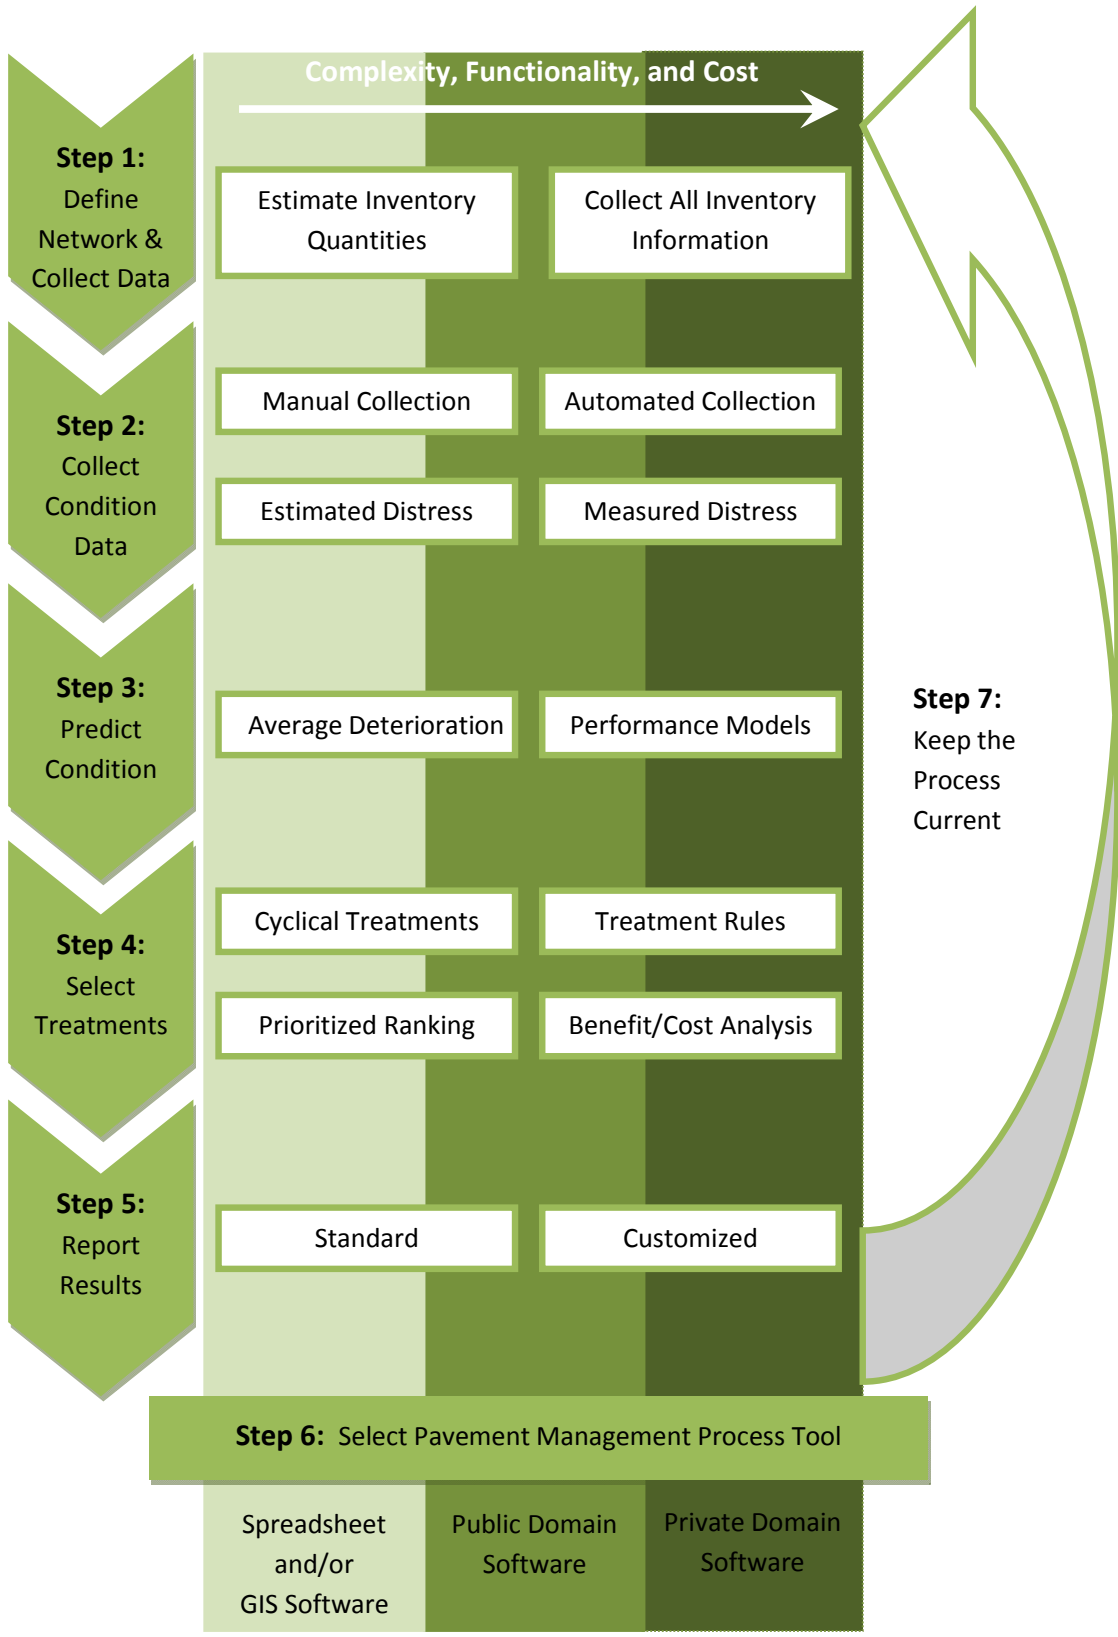 Complexity, Functionality, and Cost
Step 1:
Define
Network &
Collect Data
Estimate Inventory
Quantities
Collect All Inventory
Information
Step 2:
Collect
Condition
Data
Manual Collection
Automated Collection
Estimated Distress
Measured Distress
Step 3:
Predict
Condition
Average Deterioration
Performance Models
Step 4:
Select
Treatments
Cyclical Treatments
Treatment Rules
Prioritized Ranking
Benefit/Cost Analysis
Step 5:
Report
Results
Standard
Customized
Step 7:
Keep the
Process
Current
Step 6: Select Pavement Management Process Tool
Spreadsheet
and/or
GIS Software
Public Domain
Software
Private Domain
Software